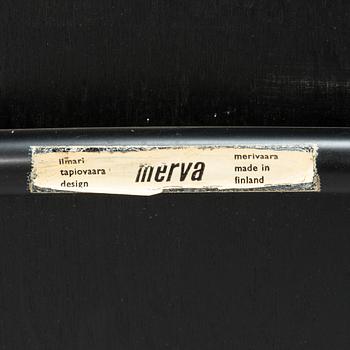 ilmari
tapiovaara
design
merva
merivaara
made in
finland